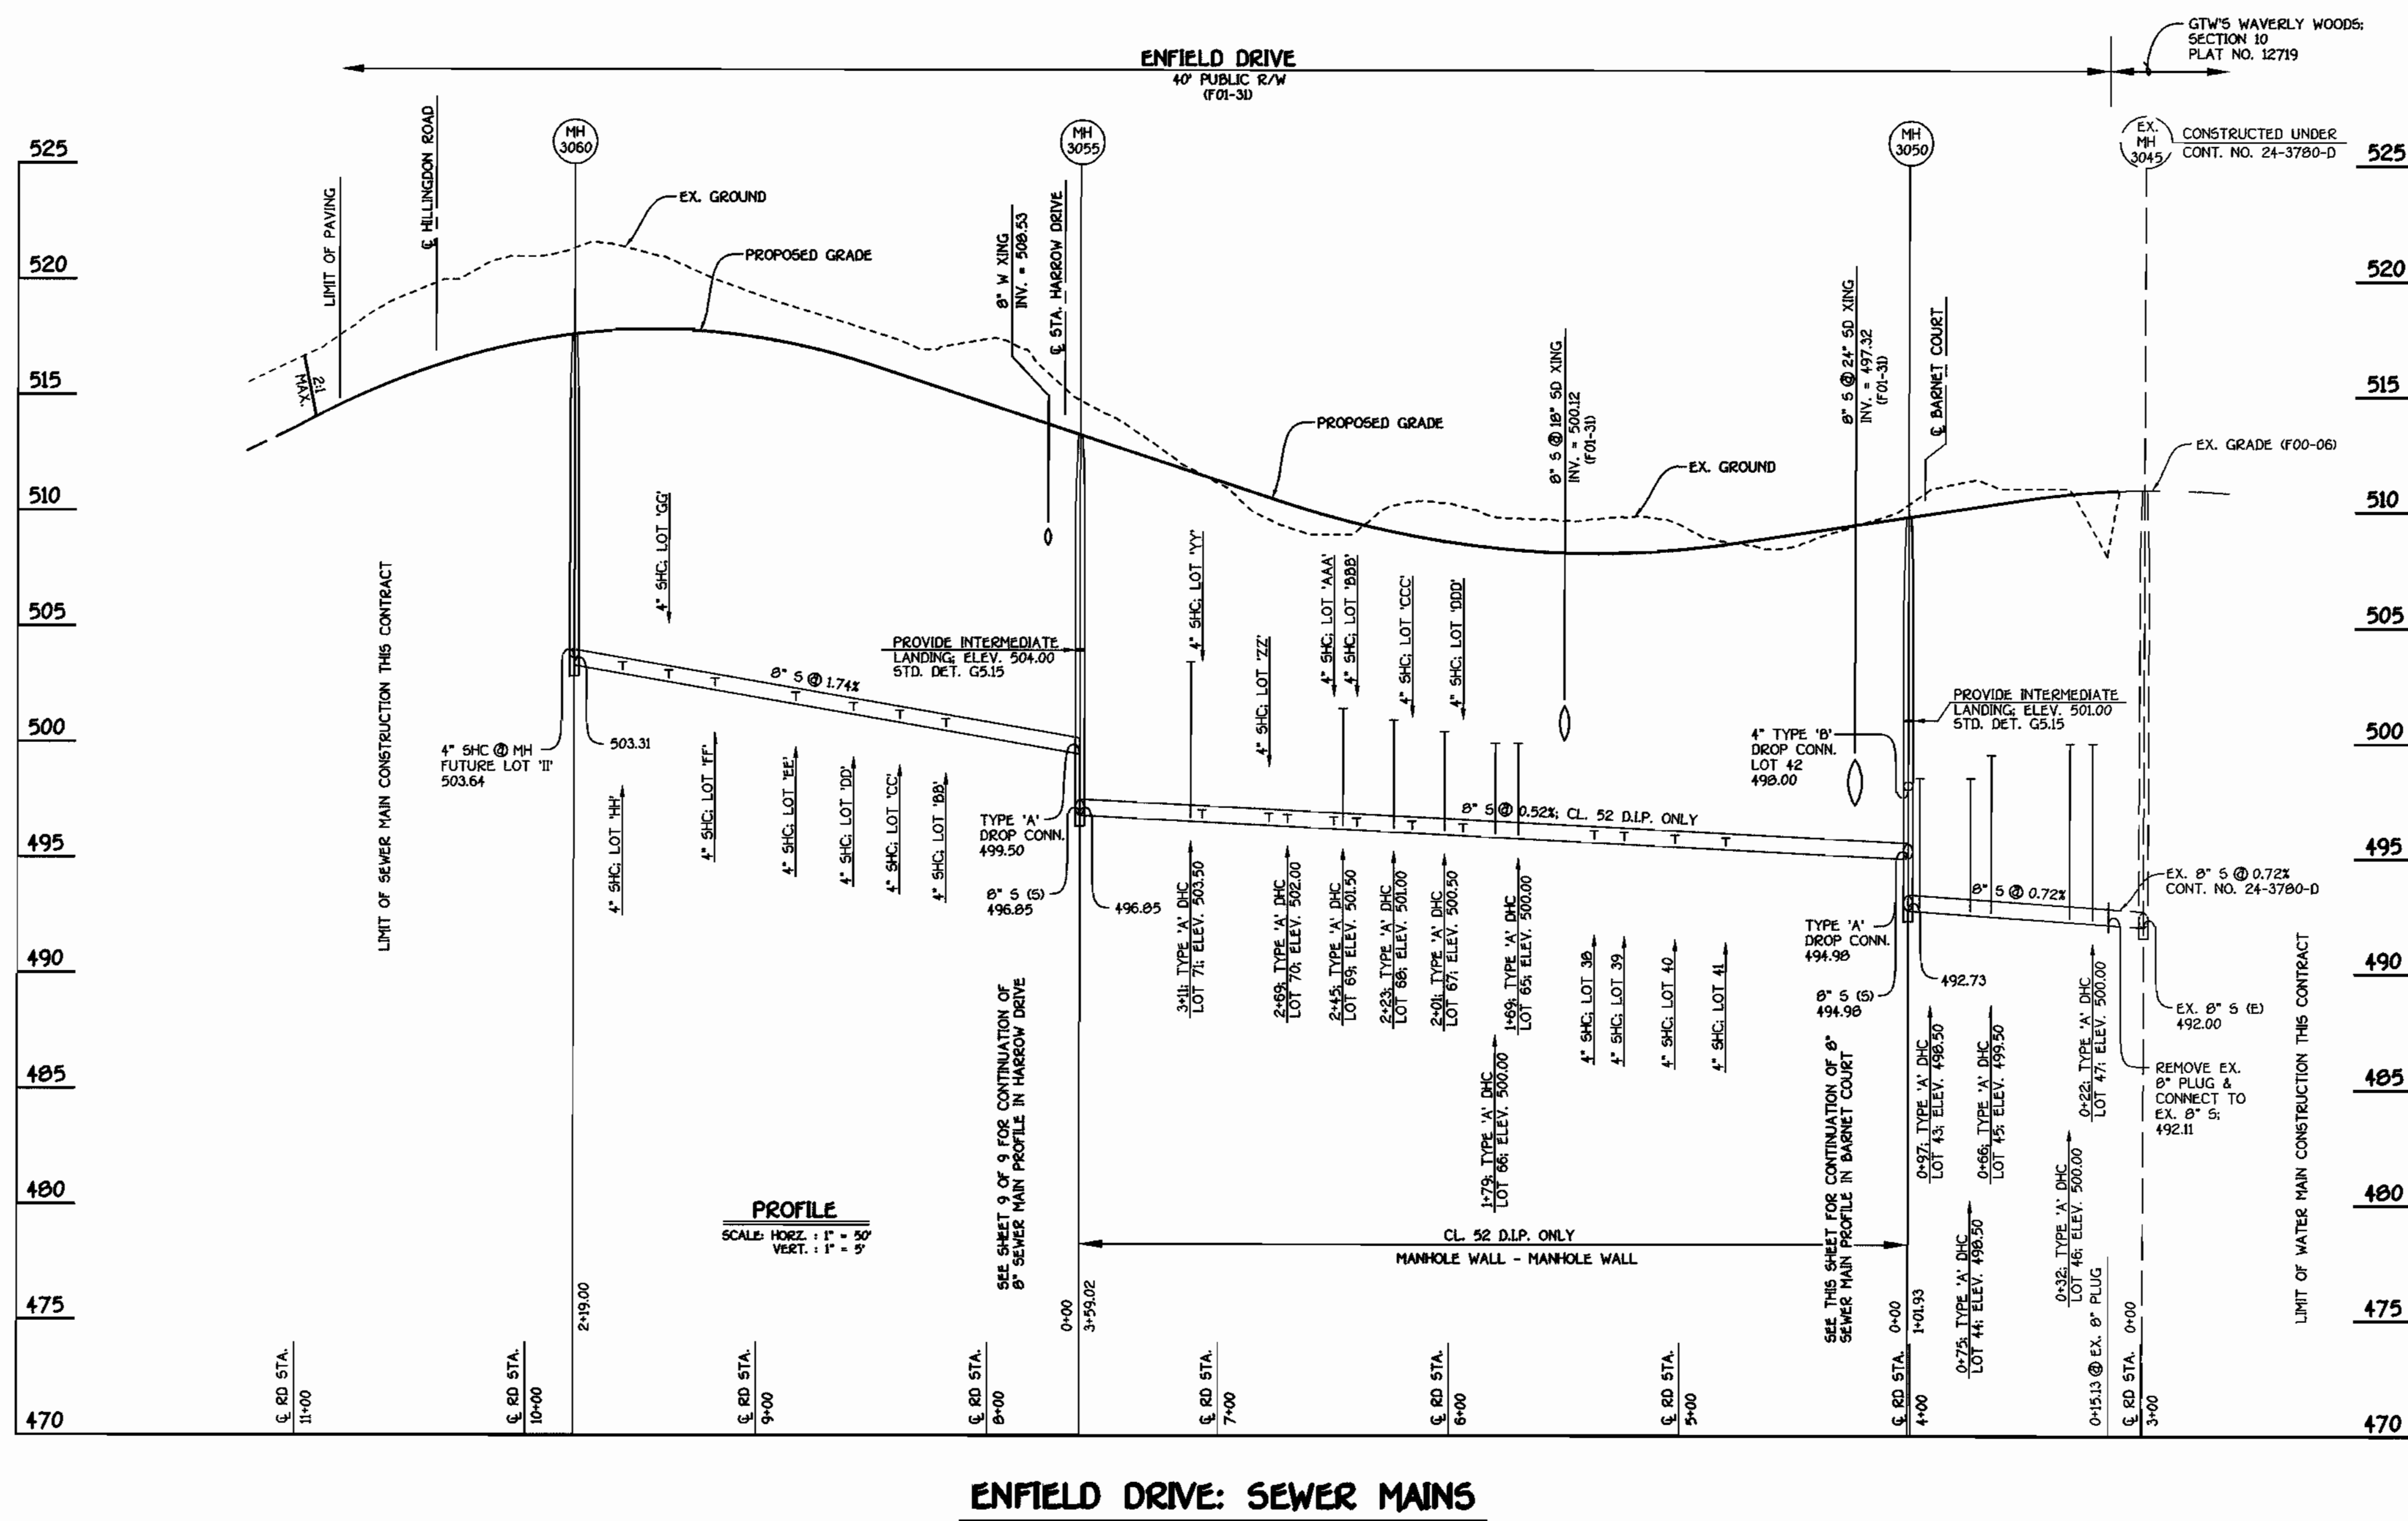 GTW'S WAVERLY WOODS;
SECTION 10
PLAT NO. 12719
ENFIELD DRIVE
40' PUBLIC R/W
(F01-31)
525
520
515
510
505
500
495
490
485
480
475
470
LIMIT OF PAVING
℄ HILLINGDON ROAD
MH
3060
MH
3055
MH
3050
EX.
MH
3045
CONSTRUCTED UNDER
CONT. NO. 24-3780-D
525
520
515
510
505
500
495
490
485
480
475
470
EX. GROUND
PROPOSED GRADE
2:1
MAX.
8" W XING
INV. = 508.53
℄ STA. HARROW DRIVE
PROPOSED GRADE
8" S @ 18" SD XING
INV. = 500.12
(F01-31)
EX. GROUND
8" S @ 24" SD XING
INV. = 497.32
(F01-31)
℄ BARNET COURT
EX. GRADE (F00-06)
LIMIT OF SEWER MAIN CONSTRUCTION THIS CONTRACT
4" SHC; LOT 'GG'
8" S @ 1.74%
PROVIDE INTERMEDIATE
LANDING; ELEV. 504.00
STD. DET. G5.15
4" SHC @ MH
FUTURE LOT 'II'
503.64
503.31
4" SHC; LOT 'HH'
4" SHC; LOT 'FF'
4" SHC; LOT 'EE'
4" SHC; LOT 'DD'
4" SHC; LOT 'CC'
4" SHC; LOT 'BB'
TYPE 'A'
DROP CONN.
499.50
8" S (S)
496.85
496.85
4" SHC; LOT 'YY'
4" SHC; LOT 'ZZ'
4" SHC; LOT 'AAA'
4" SHC; LOT 'BBB'
4" SHC; LOT 'CCC'
4" SHC; LOT 'DDD'
8" S @ 0.52%; CL. 52 D.I.P. ONLY
3+11; TYPE 'A' DHC
LOT 71; ELEV. 503.50
2+69; TYPE 'A' DHC
LOT 70; ELEV. 502.00
2+45; TYPE 'A' DHC
LOT 69; ELEV. 501.50
2+23; TYPE 'A' DHC
LOT 68; ELEV. 501.00
2+01; TYPE 'A' DHC
LOT 67; ELEV. 500.50
1+79; TYPE 'A' DHC
LOT 66; ELEV. 500.00
1+69; TYPE 'A' DHC
LOT 65; ELEV. 500.00
4" SHC; LOT 38
4" SHC; LOT 39
4" SHC; LOT 40
4" SHC; LOT 41
4" TYPE 'B'
DROP CONN.
LOT 42
498.00
PROVIDE INTERMEDIATE
LANDING; ELEV. 501.00
STD. DET. G5.15
TYPE 'A'
DROP CONN.
494.98
8" S (S)
494.98
492.73
8" S @ 0.72%
EX. 8" S @ 0.72%
CONT. NO. 24-3780-D
EX. 8" S (E)
492.00
REMOVE EX.
8" PLUG &
CONNECT TO
EX. 8" S;
492.11
0+97; TYPE 'A' DHC
LOT 43; ELEV. 498.50
0+75; TYPE 'A' DHC
LOT 44; ELEV. 498.50
0+66; TYPE 'A' DHC
LOT 45; ELEV. 499.50
0+32; TYPE 'A' DHC
LOT 46; ELEV. 500.00
0+22; TYPE 'A' DHC
LOT 47; ELEV. 500.00
LIMIT OF WATER MAIN CONSTRUCTION THIS CONTRACT
SEE SHEET 9 OF 9 FOR CONTINUATION OF
8" SEWER MAIN PROFILE IN HARROW DRIVE
SEE THIS SHEET FOR CONTINUATION OF 8"
SEWER MAIN PROFILE IN BARNET COURT
PROFILE
SCALE: HORZ. : 1" = 50'
VERT. : 1" = 5'
CL. 52 D.I.P. ONLY
MANHOLE WALL - MANHOLE WALL
2+19.00
0+00
3+59.02
0+00
1+01.93
0+15.13 @ EX. 8" PLUG
0+00
℄ RD STA.
11+00
℄ RD STA.
10+00
℄ RD STA.
9+00
℄ RD STA.
8+00
℄ RD STA.
7+00
℄ RD STA.
6+00
℄ RD STA.
5+00
℄ RD STA.
4+00
℄ RD STA.
3+00
ENFIELD DRIVE: SEWER MAINS